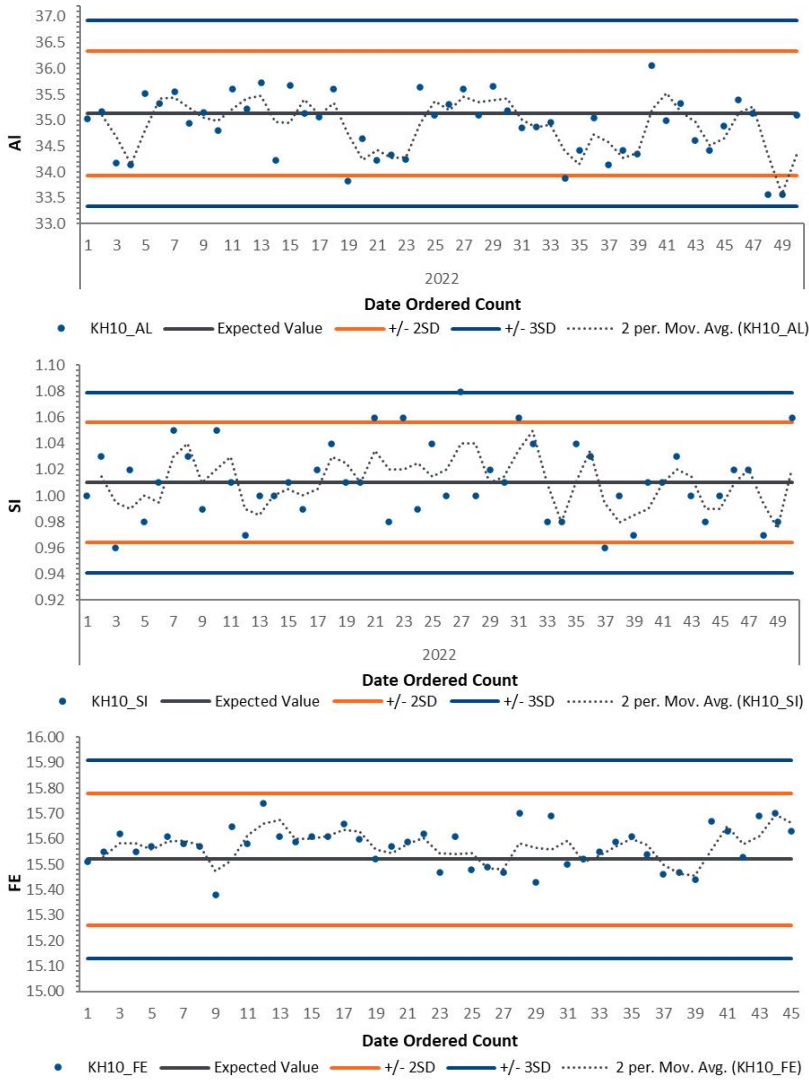 37.0
36.5
36.0
35.5
35.0
34.5
34.0
33.5
33.0
Al
1 3 5 7 9 11 13 15 17 19 21 23 25 27 29 31 33 35 37 39 41 43 45 47 49
2022
Date Ordered Count
KH10_AL Expected Value +/- 2SD +/- 3SD 2 per. Mov. Avg. (KH10_AL)
1.10
1.08
1.06
1.04
1.02
1.00
0.98
0.96
0.94
0.92
SI
1 3 5 7 9 11 13 15 17 19 21 23 25 27 29 31 33 35 37 39 41 43 45 47 49
2022
Date Ordered Count
KH10_SI Expected Value +/- 2SD +/- 3SD 2 per. Mov. Avg. (KH10_SI)
16.00
15.90
15.80
15.70
15.60
15.50
15.40
15.30
15.20
15.10
15.00
FE
1 3 5 7 9 11 13 15 17 19 21 23 25 27 29 31 33 35 37 39 41 43 45
Date Ordered Count
KH10_FE Expected Value +/- 2SD +/- 3SD 2 per. Mov. Avg. (KH10_FE)